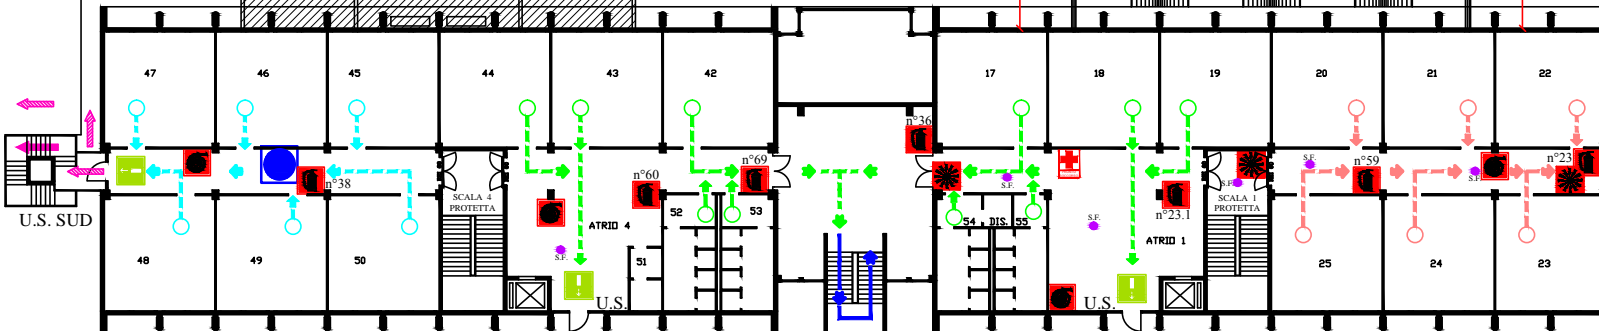 47
46
45
44
43
42
17
18
19
20
21
22
n°36
n°69
n°59
n°23
n°38
n°60
n°23.1
S.F.
S.F.
S.F.
S.F.
SCALA 4
PROTETTA
SCALA 1
PROTETTA
U.S. SUD
52
53
54
DIS.
55
ATRIO 4
ATRIO 1
S.F.
S.F.
48
49
50
51
25
24
23
U.S.
U.S.